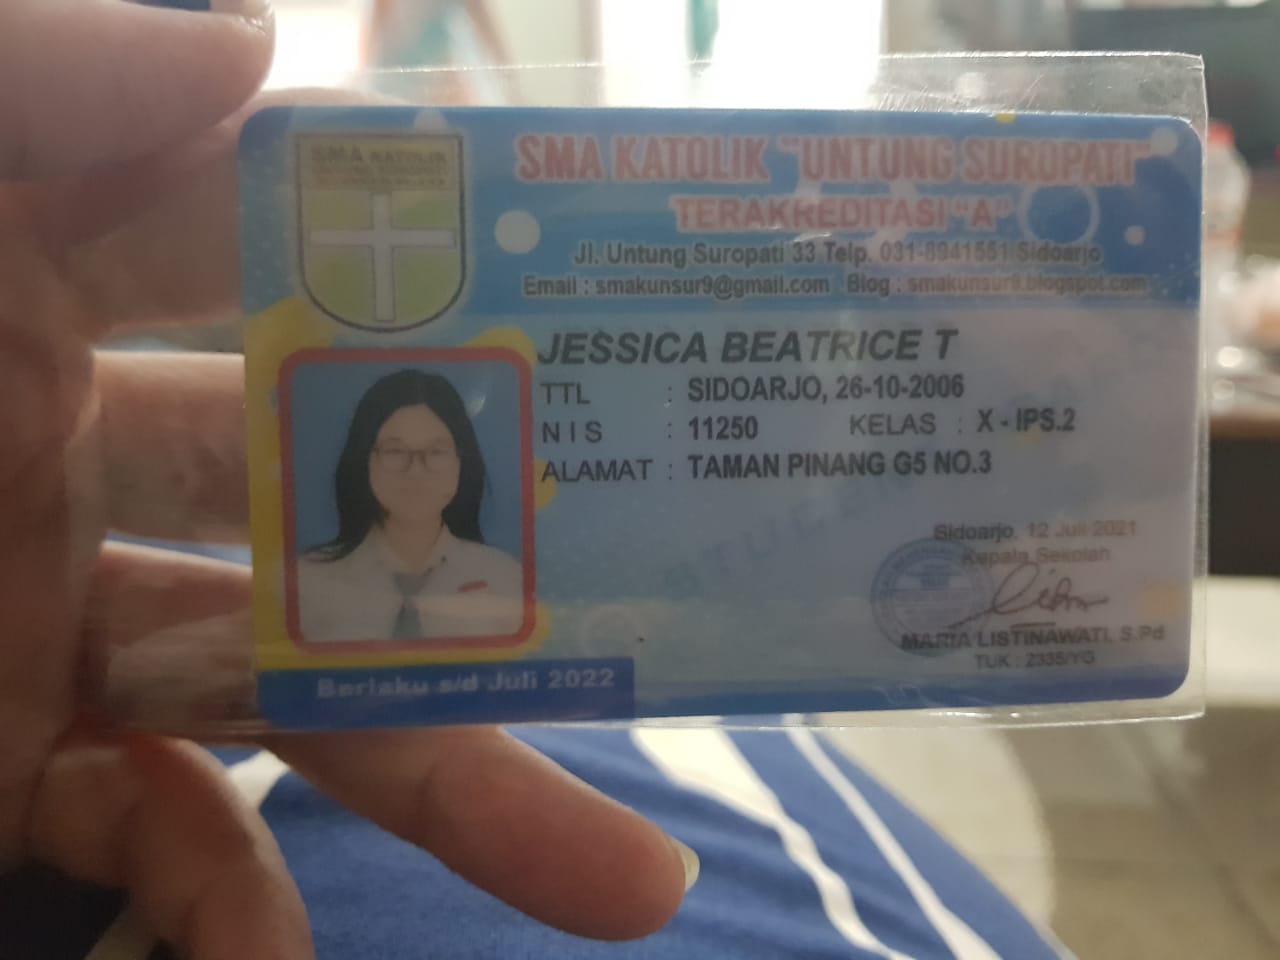 SMA KATOLIK
SMA KATOLIK "UNTUNG SUROPATI"
TERAKREDITASI "A"
Jl. Untung Suropati 33 Telp. 031-8941551 Sidoarjo
Email : smakunsur9@gmail.com Blog : smakunsur9.blogspot.com
JESSICA BEATRICE T
TTL : SIDOARJO, 26-10-2006
N I S : 11250 KELAS : X - IPS.2
ALAMAT : TAMAN PINANG G5 NO.3
Sidoarjo, 12 Juli 2021
Kepala Sekolah
MARIA LISTINAWATI, S.Pd
TUK : 2335/YG
Berlaku s/d Juli 2022